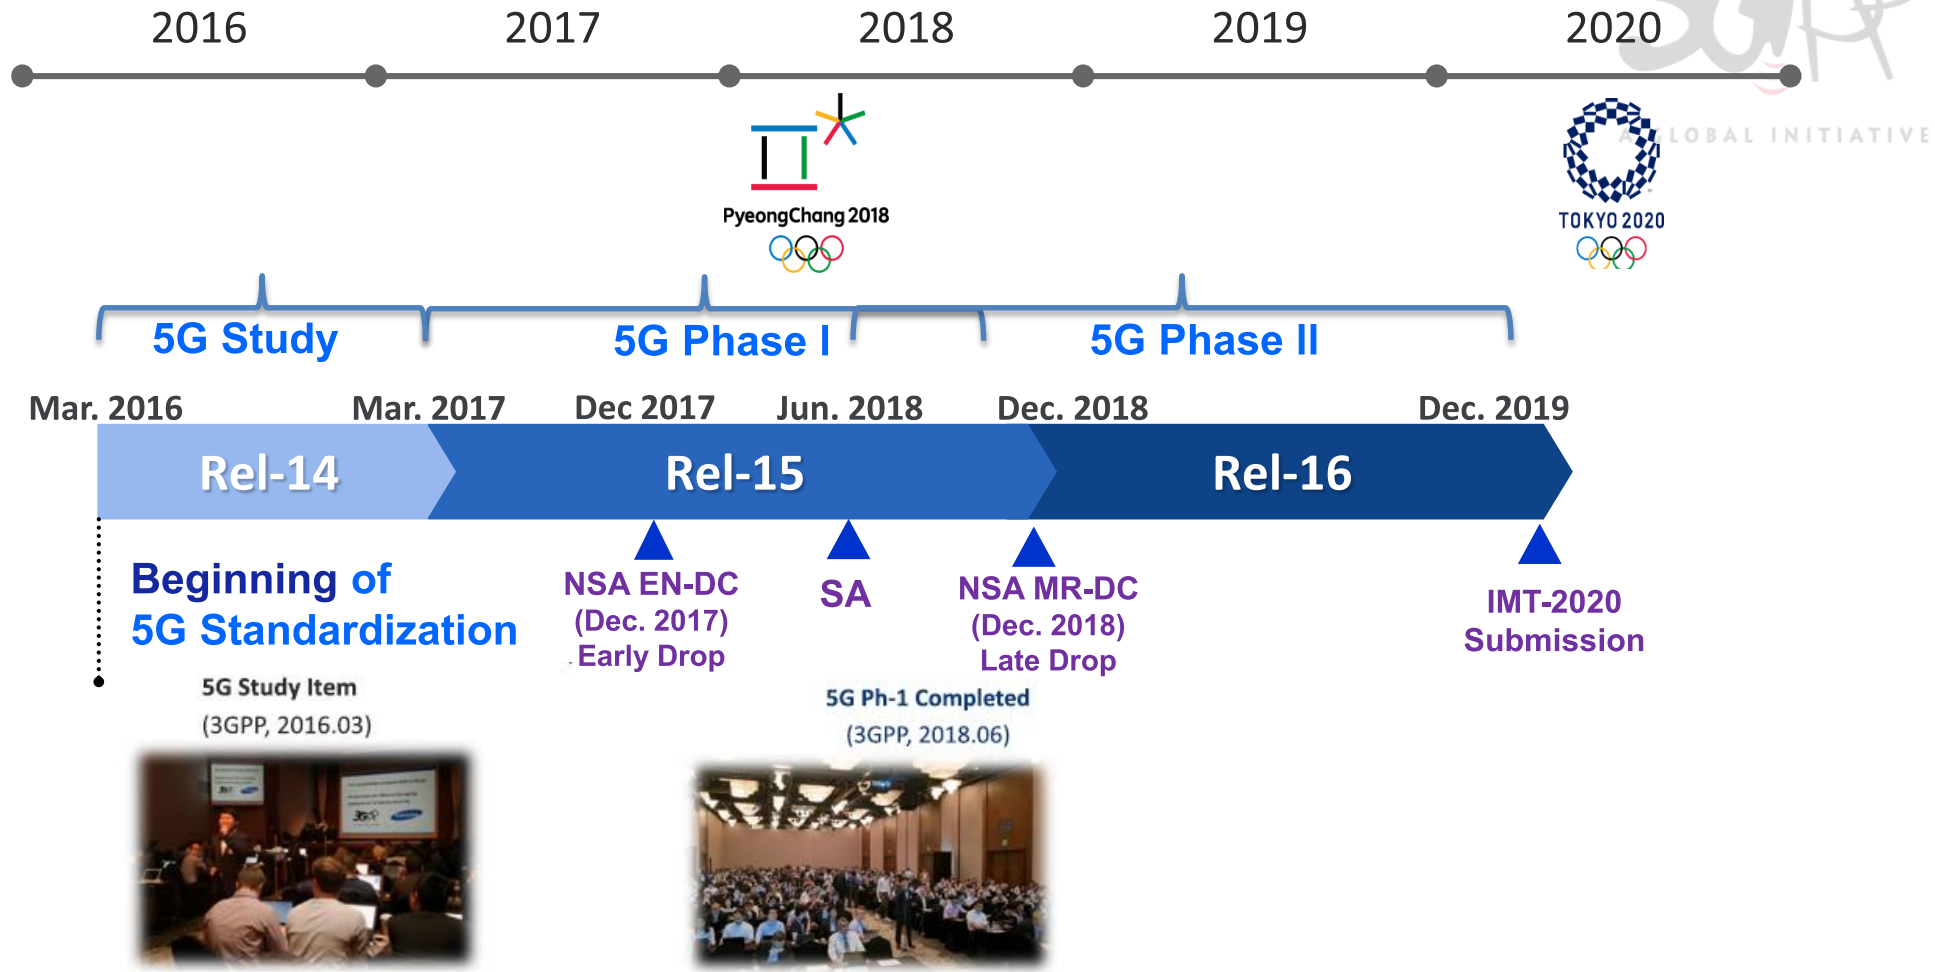 2016
2017
2018
2019
2020
A GLOBAL INITIATIVE
PyeongChang 2018
TOKYO 2020
5G Study
5G Phase I
5G Phase II
Mar. 2016
Mar. 2017
Dec 2017
Jun. 2018
Dec. 2018
Dec. 2019
Rel-14
Rel-15
Rel-16
Beginning of
5G Standardization
NSA EN-DC
(Dec. 2017)
Early Drop
SA
NSA MR-DC
(Dec. 2018)
Late Drop
IMT-2020
Submission
5G Study Item
(3GPP, 2016.03)
5G Ph-1 Completed
(3GPP, 2018.06)